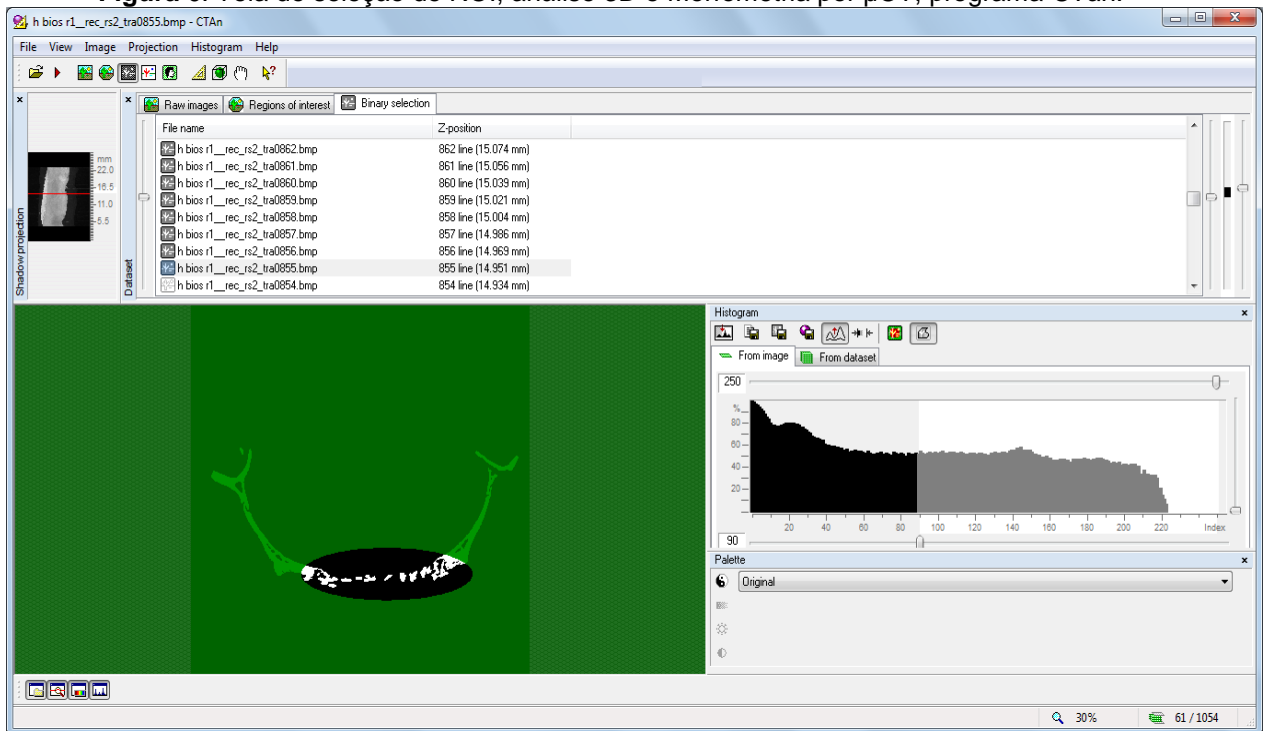 h bios r1__rec_rs2_tra0855.bmp - CTAn
File View Image Projection Histogram Help
Raw images Regions of interest Binary selection
File name Z-position
h bios r1__rec_rs2_tra0862.bmp 862 line (15.074 mm)
h bios r1__rec_rs2_tra0861.bmp 861 line (15.056 mm)
h bios r1__rec_rs2_tra0860.bmp 860 line (15.039 mm)
h bios r1__rec_rs2_tra0859.bmp 859 line (15.021 mm)
h bios r1__rec_rs2_tra0858.bmp 858 line (15.004 mm)
h bios r1__rec_rs2_tra0857.bmp 857 line (14.986 mm)
h bios r1__rec_rs2_tra0856.bmp 856 line (14.969 mm)
h bios r1__rec_rs2_tra0855.bmp 855 line (14.951 mm)
h bios r1__rec_rs2_tra0854.bmp 854 line (14.934 mm)
mm
22.0
16.5
11.0
5.5
Shadow projection
Dataset
Histogram
From image From dataset
250
%
80
60
40
20
20 40 60 80 100 120 140 160 180 200 220 Index
90
Palette
Original
30% 61 / 1054